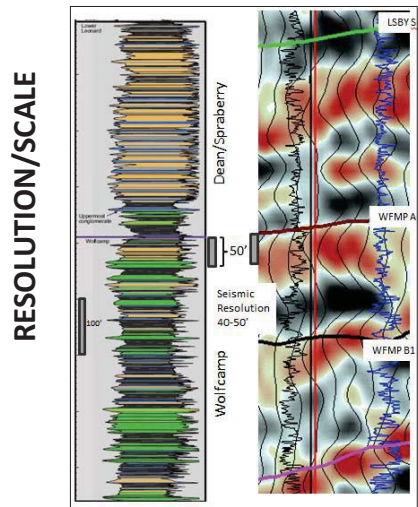 RESOLUTION/SCALE
Lower
Leonard
Dean/Spraberry
Uppermost
conglomerate
Wolfcamp
50'
100'
Seismic
Resolution
40-50'
Wolfcamp
LSBY S
WFMP A
WFMP B1